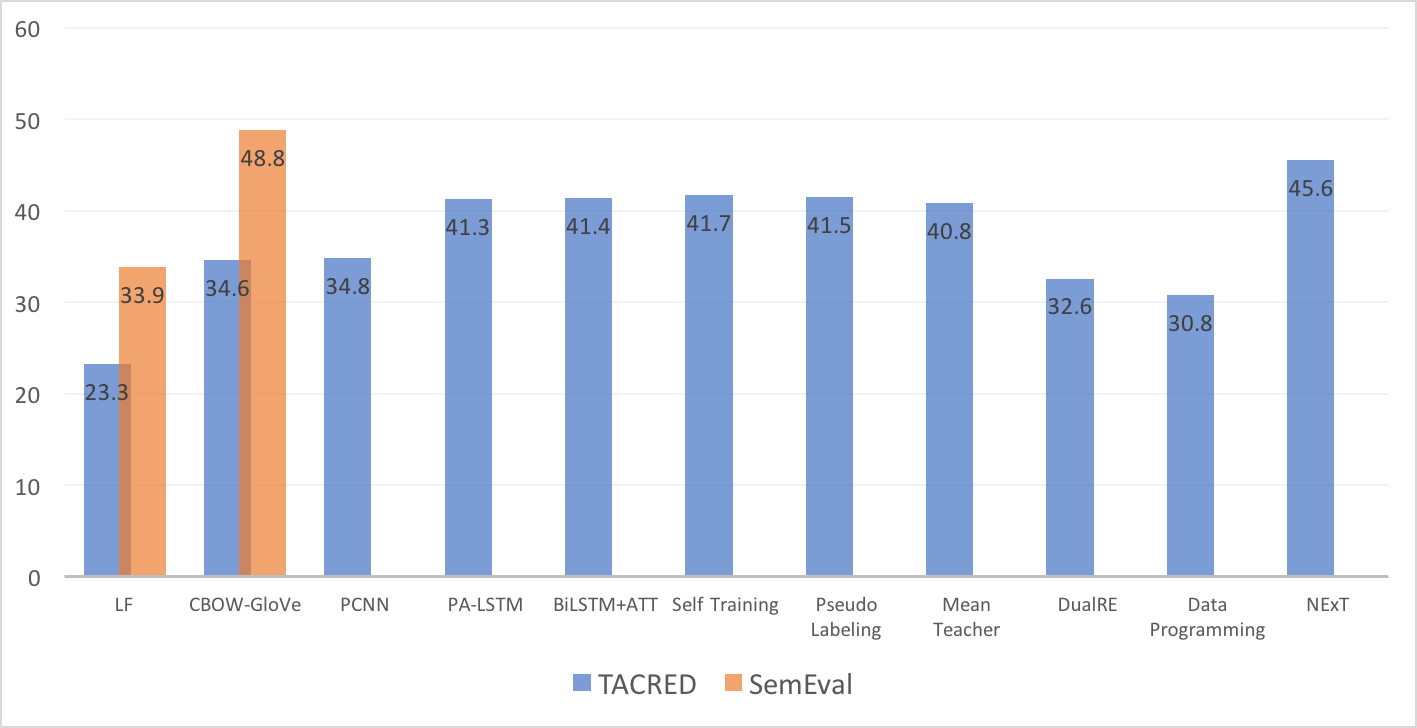 60
50
40
30
20
10
0
23.3
33.9
34.6
48.8
34.8
41.3
41.4
41.7
41.5
40.8
32.6
30.8
45.6
LF
CBOW-GloVe
PCNN
PA-LSTM
BiLSTM+ATT
Self Training
Pseudo
Labeling
Mean
Teacher
DualRE
Data
Programming
NExT
TACRED
SemEval